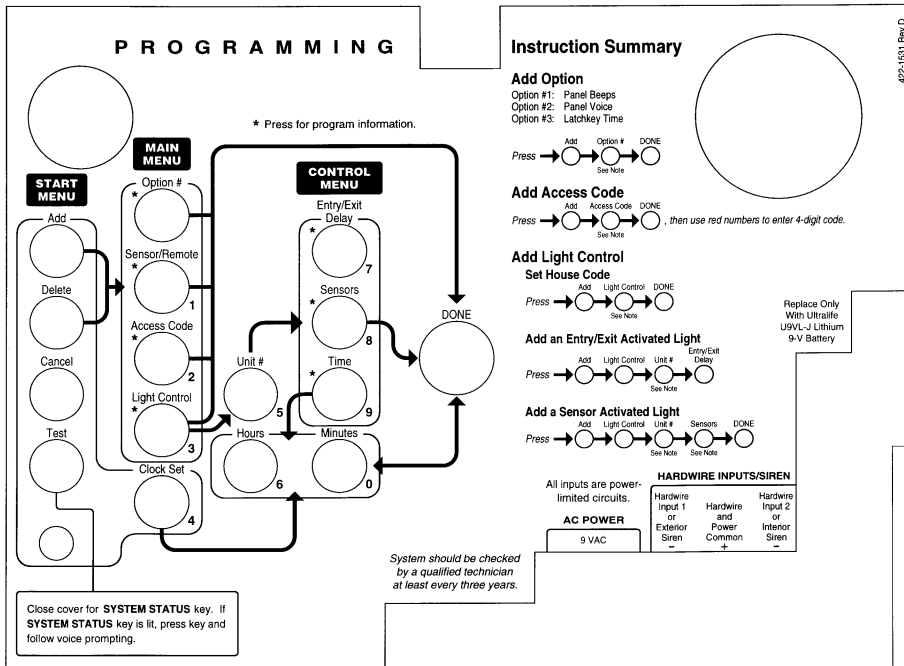 P R O G R A M M I N G
* Press for program information.
START
MENU
MAIN
MENU
CONTROL
MENU
Add
Delete
Cancel
Test
* Option #
* Sensor/Remote
1
* Access Code
2
* Light Control
3
Clock Set
4
Unit #
5
Entry/Exit
Delay
*
7
Sensors
*
8
Time
*
9
Hours
6
Minutes
0
DONE
Close cover for SYSTEM STATUS key. If
SYSTEM STATUS key is lit, press key and
follow voice prompting.
Instruction Summary
Add Option
Option #1: Panel Beeps
Option #2: Panel Voice
Option #3: Latchkey Time
Add Option # DONE
Press
See Note
Add Access Code
Add Access Code DONE
Press , then use red numbers to enter 4-digit code.
See Note
Add Light Control
Set House Code
Add Light Control DONE
Press
See Note
Add an Entry/Exit Activated Light
Add Light Control Unit # Entry/Exit
Delay
Press
See Note
Add a Sensor Activated Light
Add Light Control Unit # Sensors DONE
Press
See Note See Note
422-1531 Rev D
Replace Only
With Ultralife
U9VL-J Lithium
9-V Battery
All inputs are power-
limited circuits.
AC POWER
9 VAC
HARDWIRE INPUTS/SIREN
Hardwire
Input 1
or
Exterior
Siren
−
Hardwire
and
Power
Common
+
Hardwire
Input 2
or
Interior
Siren
−
System should be checked
by a qualified technician
at least every three years.